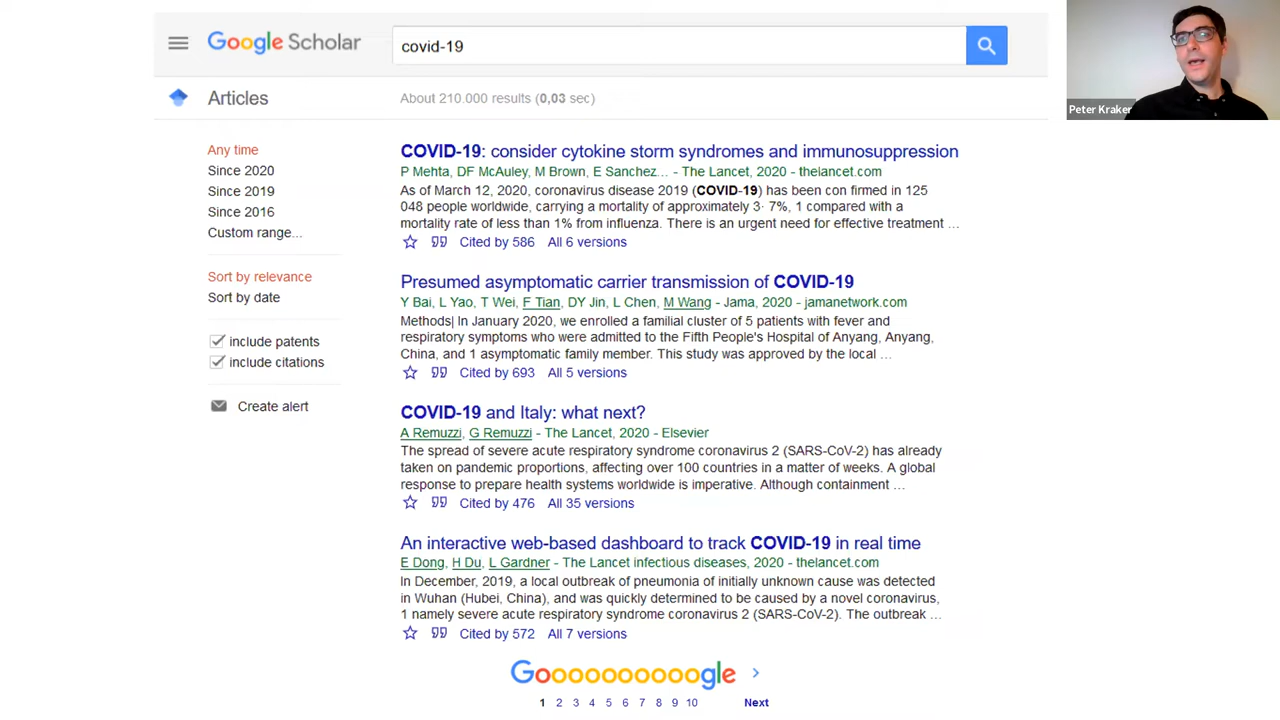 Google Scholar
covid-19
Peter Kraker
Articles
About 210.000 results (0,03 sec)
Any time
Since 2020
Since 2019
Since 2016
Custom range...
Sort by relevance
Sort by date
include patents
include citations
Create alert
COVID-19: consider cytokine storm syndromes and immunosuppression
P Mehta, DF McAuley, M Brown, E Sanchez... - The Lancet, 2020 - thelancet.com
As of March 12, 2020, coronavirus disease 2019 (COVID-19) has been con firmed in 125
048 people worldwide, carrying a mortality of approximately 3· 7%, 1 compared with a
mortality rate of less than 1% from influenza. There is an urgent need for effective treatment ...
Cited by 586 All 6 versions
Presumed asymptomatic carrier transmission of COVID-19
Y Bai, L Yao, T Wei, F Tian, DY Jin, L Chen, M Wang - Jama, 2020 - jamanetwork.com
Methods| In January 2020, we enrolled a familial cluster of 5 patients with fever and
respiratory symptoms who were admitted to the Fifth People's Hospital of Anyang, Anyang,
China, and 1 asymptomatic family member. This study was approved by the local ...
Cited by 693 All 5 versions
COVID-19 and Italy: what next?
A Remuzzi, G Remuzzi - The Lancet, 2020 - Elsevier
The spread of severe acute respiratory syndrome coronavirus 2 (SARS-CoV-2) has already
taken on pandemic proportions, affecting over 100 countries in a matter of weeks. A global
response to prepare health systems worldwide is imperative. Although containment ...
Cited by 476 All 35 versions
An interactive web-based dashboard to track COVID-19 in real time
E Dong, H Du, L Gardner - The Lancet infectious diseases, 2020 - thelancet.com
In December, 2019, a local outbreak of pneumonia of initially unknown cause was detected
in Wuhan (Hubei, China), and was quickly determined to be caused by a novel coronavirus,
1 namely severe acute respiratory syndrome coronavirus 2 (SARS-CoV-2). The outbreak ...
Cited by 572 All 7 versions
Goooooooooogle
1 2 3 4 5 6 7 8 9 10 Next